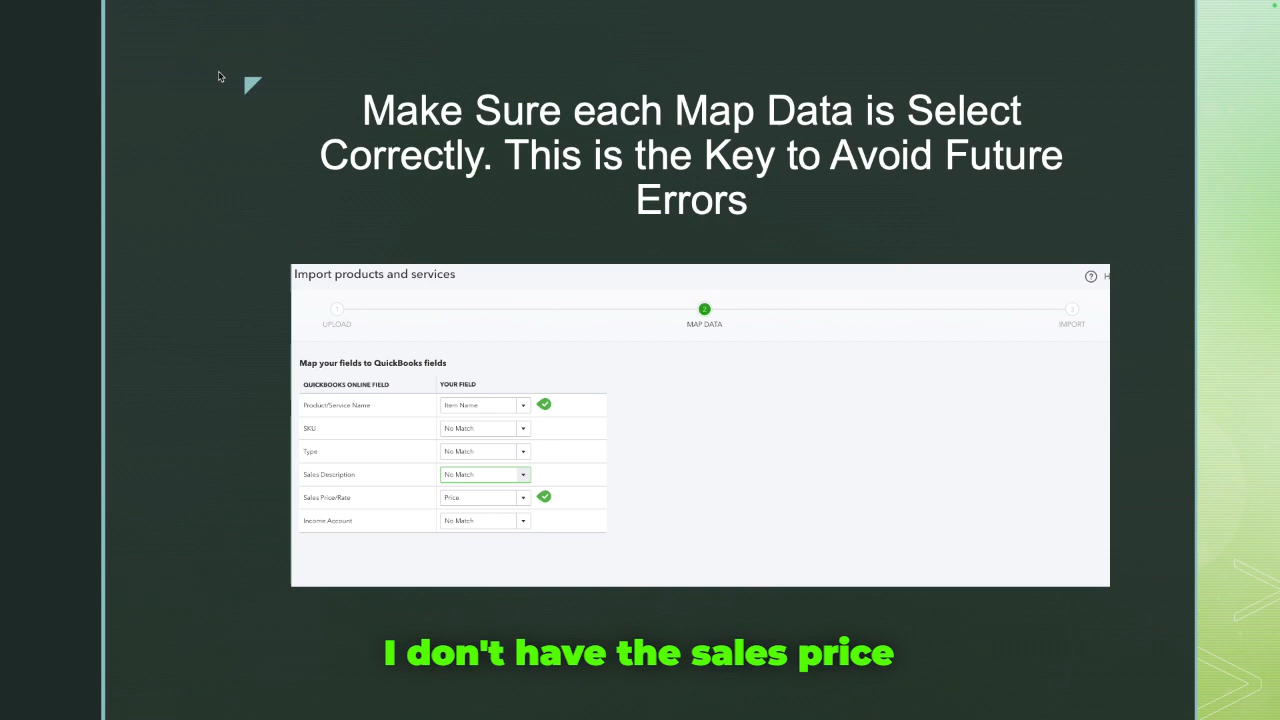 Make Sure each Map Data is Select
Correctly. This is the Key to Avoid Future
Errors
Import products and services
? H
1 2 3
UPLOAD MAP DATA IMPORT
Map your fields to QuickBooks fields
QUICKBOOKS ONLINE FIELD YOUR FIELD
Product/Service Name Item Name
SKU No Match
Type No Match
Sales Description No Match
Sales Price/Rate Price
Income Account No Match
I don't have the sales price